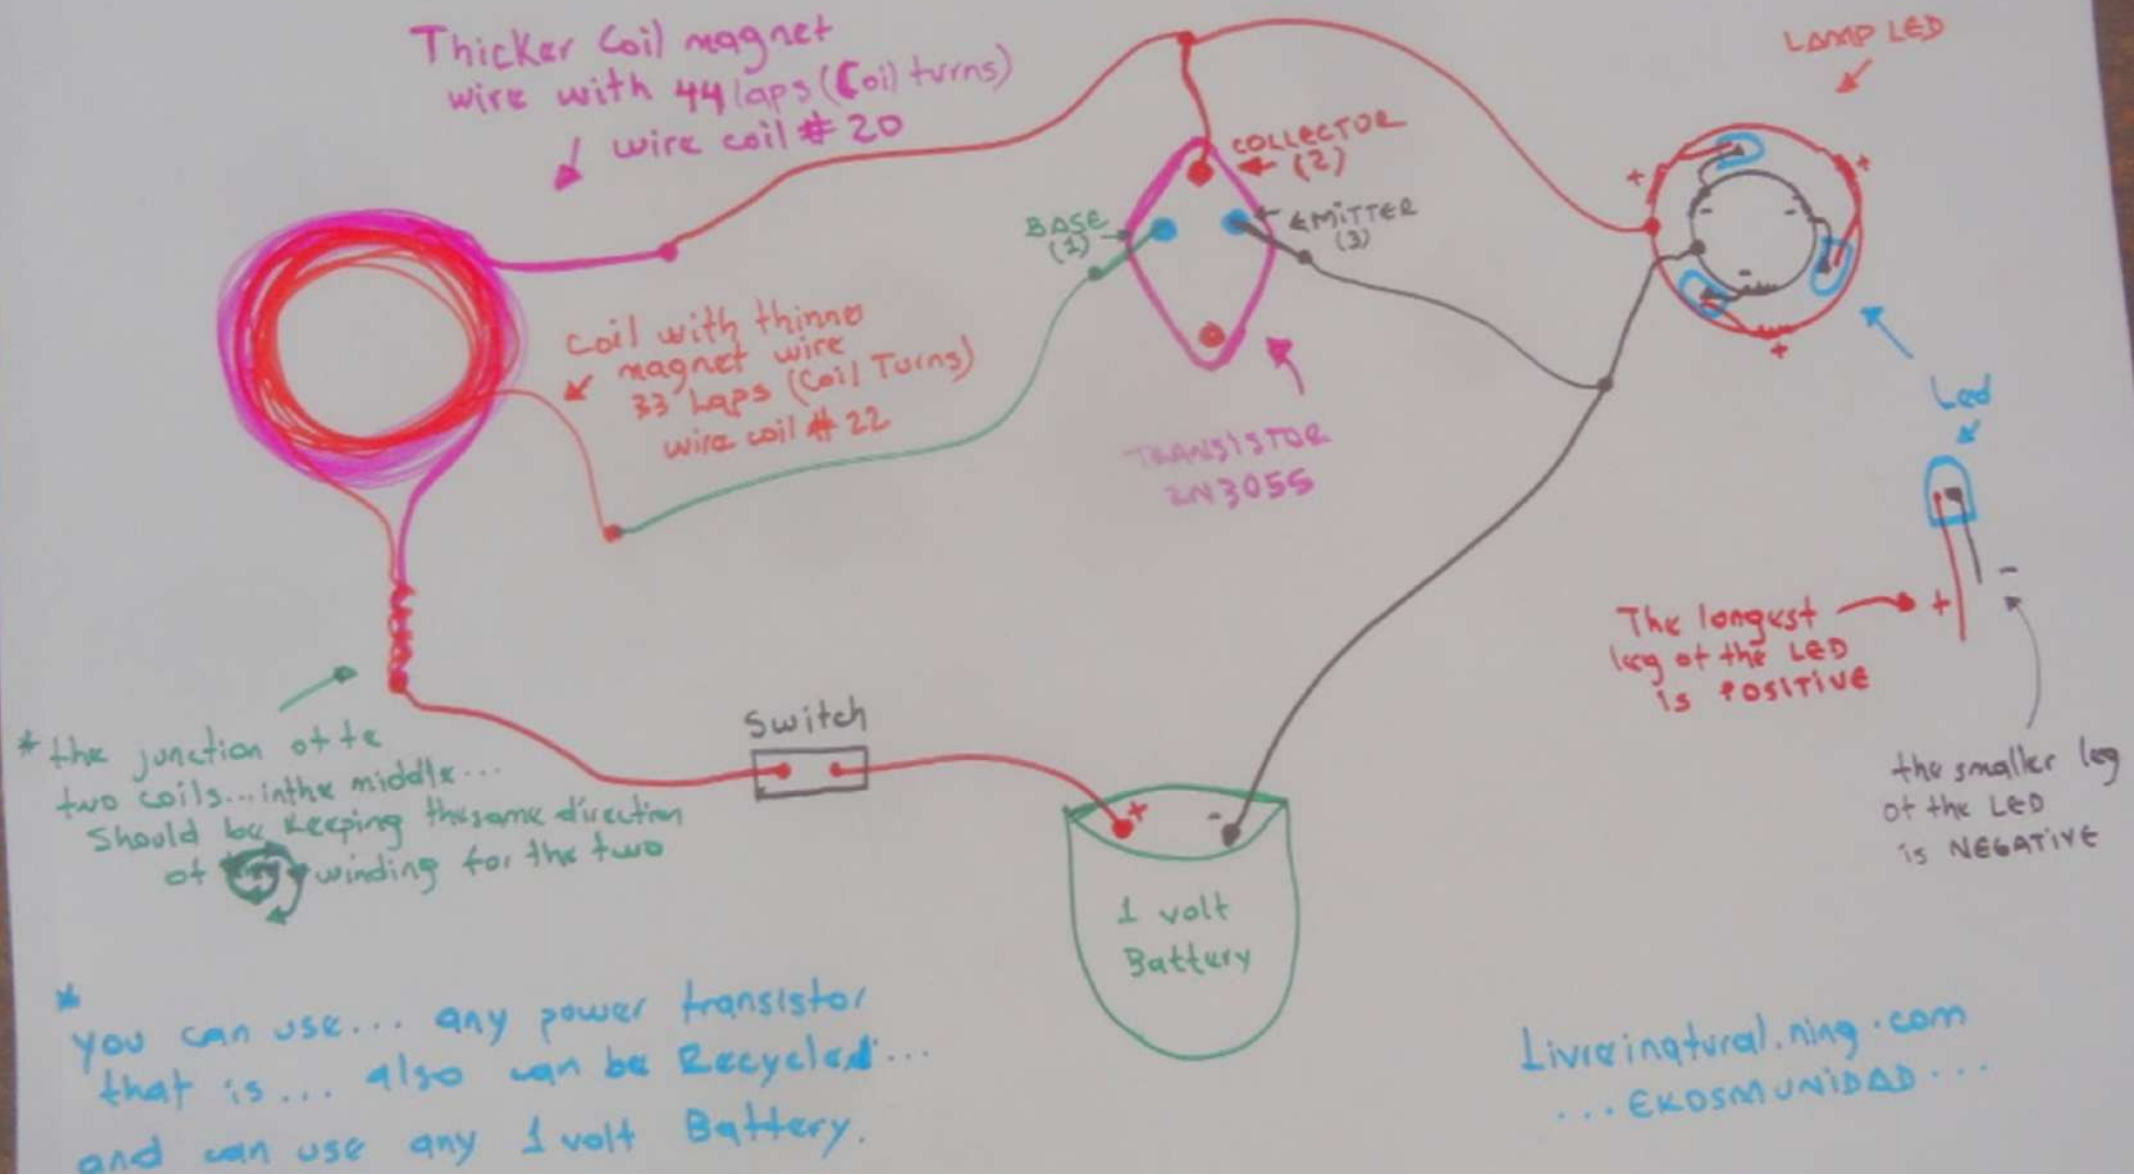 Thicker Coil magnet
wire with 44 laps (Coil turns)
wire coil # 20
LAMP LED
COLLECTOR
(2)
BASE
(1)
EMITTER
(3)
Coil with thinne
magnet wire
33 Laps (Coil Turns)
wire coil # 22
TRANSISTOR
2N3055
Led
+
-
The longest
leg of the LED
is POSITIVE
the smaller leg
of the LED
is NEGATIVE
Switch
* the junction of te
two coils... in the middle...
should be keeping the same direction
of winding for the two
+ -
1 volt
Battery
*
you can use... any power transistor
that is... also can be Recycled...
and can use any 1 volt Battery.
Livreinatural.ning.com
... EKOSMUNIDAD...